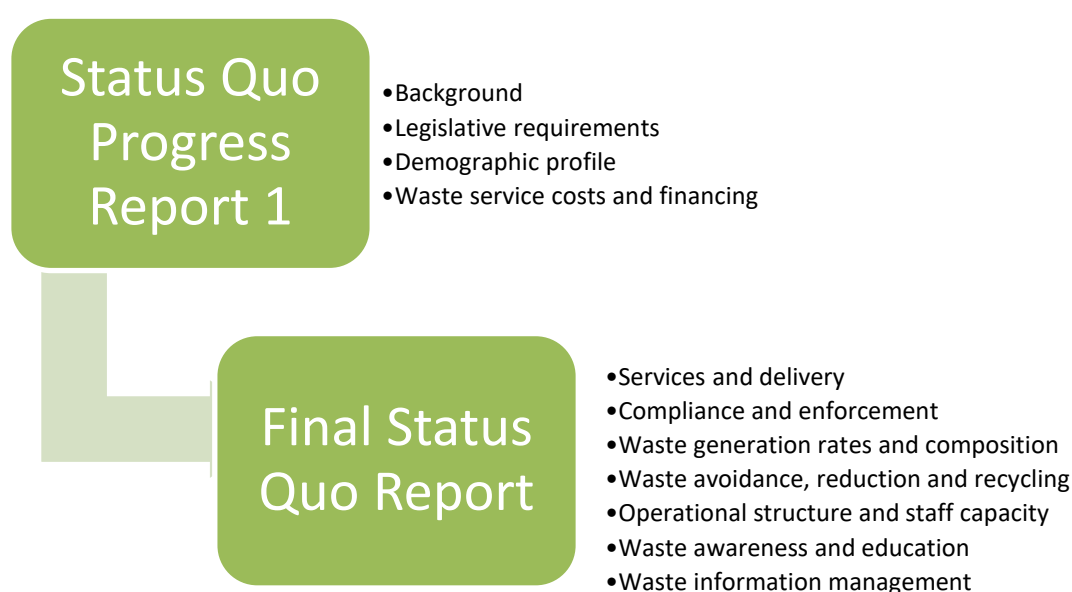 Status Quo
Progress
Report 1
•Background
•Legislative requirements
•Demographic profile
•Waste service costs and financing
Final Status
Quo Report
•Services and delivery
•Compliance and enforcement
•Waste generation rates and composition
•Waste avoidance, reduction and recycling
•Operational structure and staff capacity
•Waste awareness and education
•Waste information management